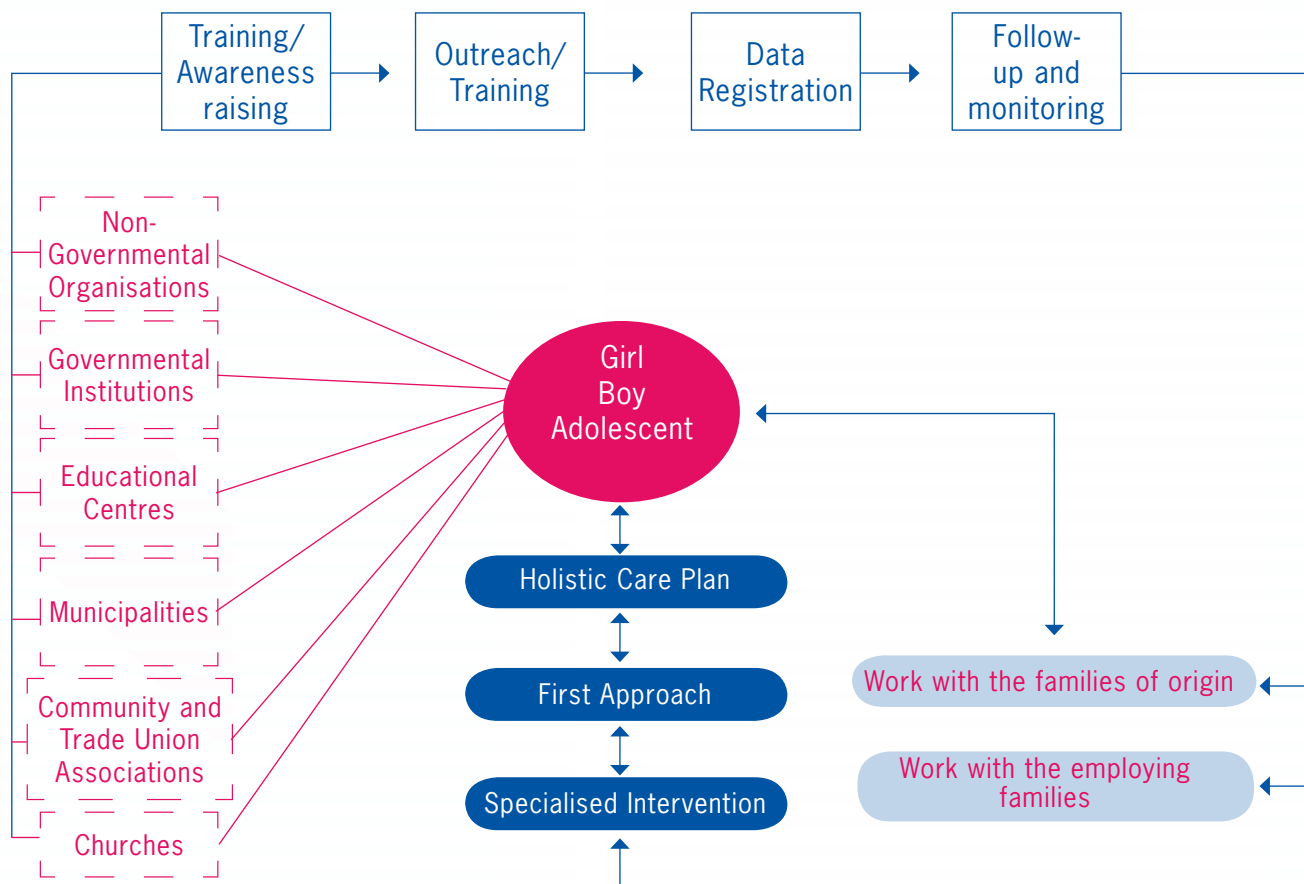 Training/
Awareness
raising
Outreach/
Training
Data
Registration
Follow-
up and
monitoring
Non-
Governmental
Organisations
Governmental
Institutions
Educational
Centres
Municipalities
Community and
Trade Union
Associations
Churches
Girl
Boy
Adolescent
Holistic Care Plan
First Approach
Specialised Intervention
Work with the families of origin
Work with the employing
families